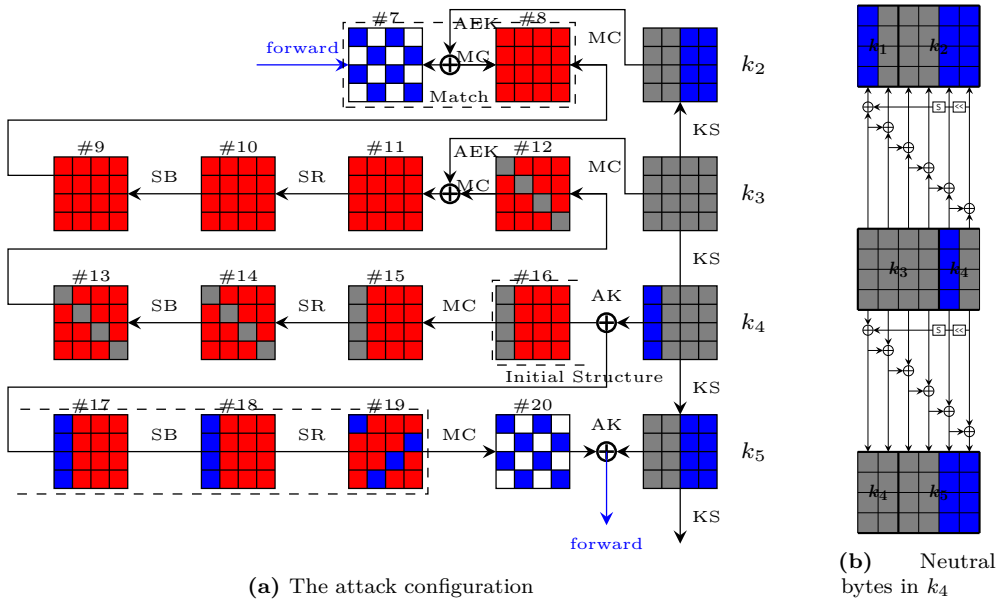 #7 AEK #8
forward MC MC k₂
Match
KS
#9 #10 #11 AEK #12
SB SR MC MC k₃
KS
#13 #14 #15 #16 AK
SB SR MC k₄
Initial Structure
KS
#17 #18 #19 #20
SB SR MC AK k₅
KS
forward
(a) The attack configuration
k₁ k₂
S <<
k₃ k₄
S <<
k₄ k₅
(b) Neutral
bytes in k₄